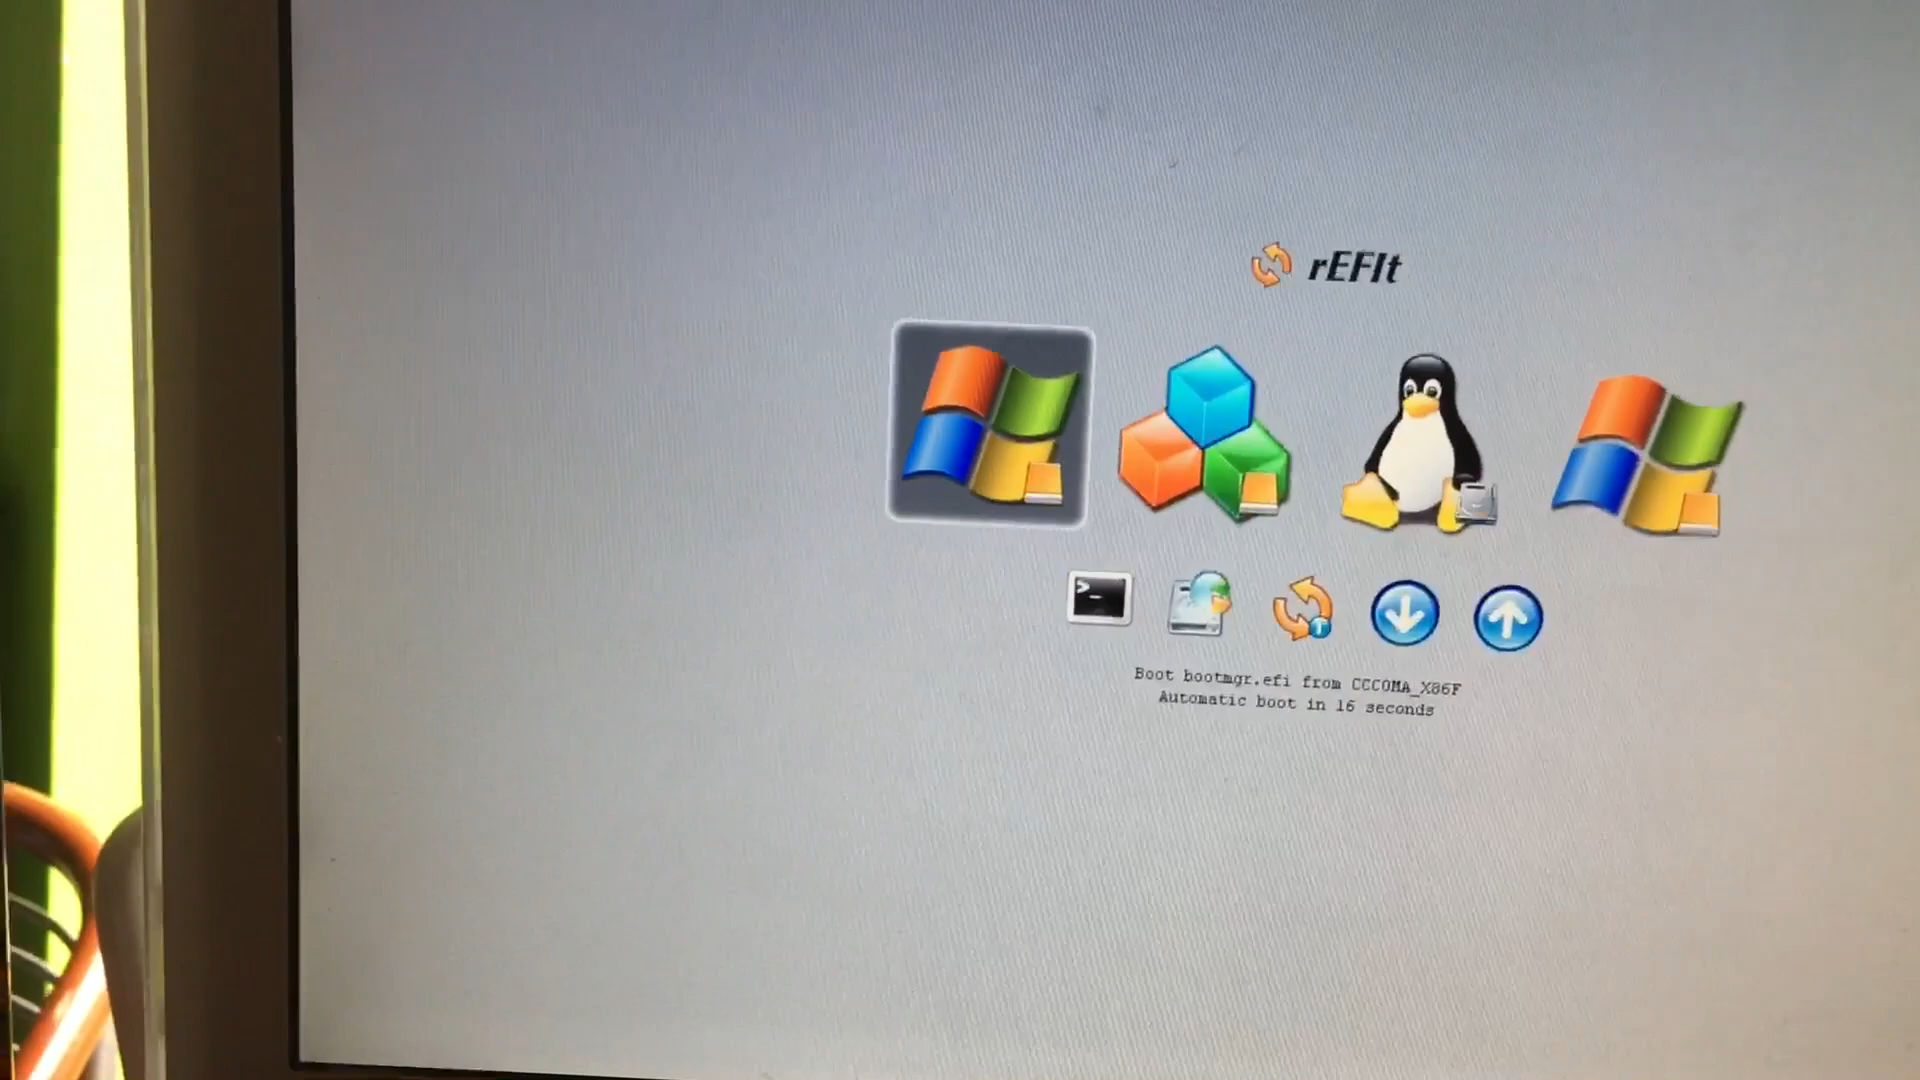 rEFIt
Boot bootmgr.efi from CCCOMA_X86F
Automatic boot in 16 seconds